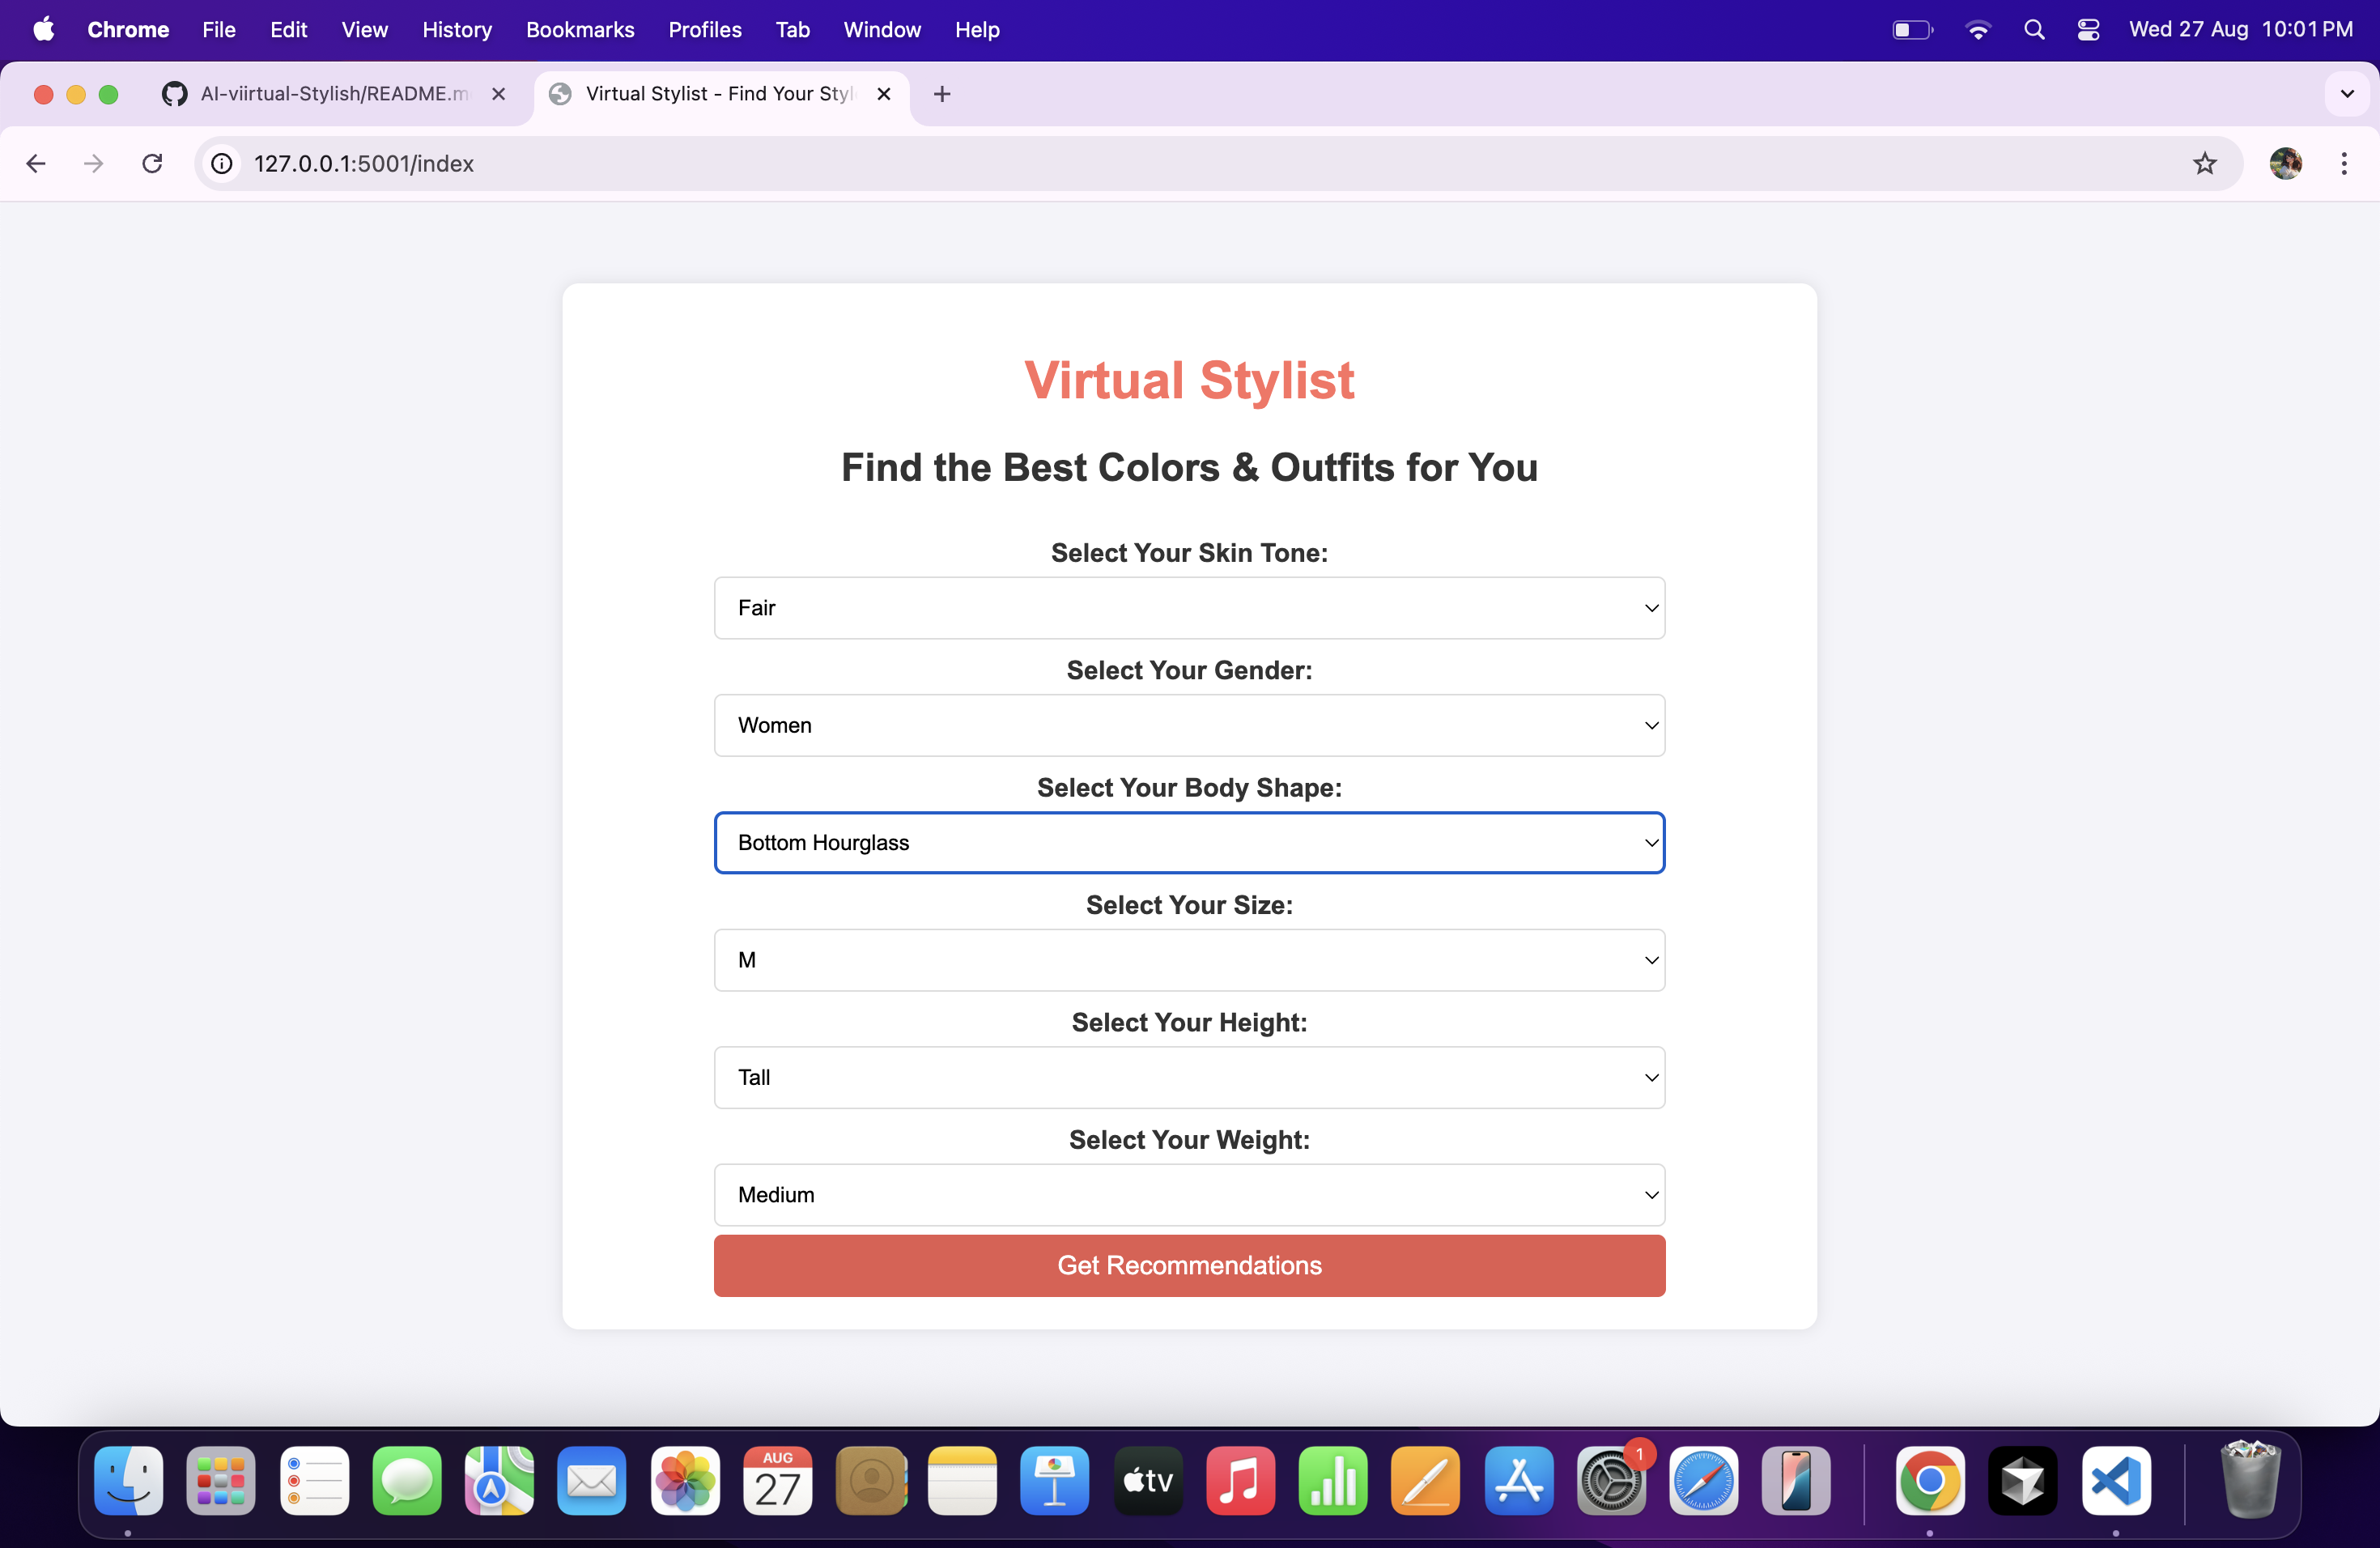 Chrome File Edit View History Bookmarks Profiles Tab Window Help Wed 27 Aug 10:01 PM
AI-viirtual-Stylish/README.m Virtual Stylist - Find Your Styl
127.0.0.1:5001/index
Virtual Stylist
Find the Best Colors & Outfits for You
Select Your Skin Tone:
Fair
Select Your Gender:
Women
Select Your Body Shape:
Bottom Hourglass
Select Your Size:
M
Select Your Height:
Tall
Select Your Weight:
Medium
Get Recommendations
AUG
27
tv
1